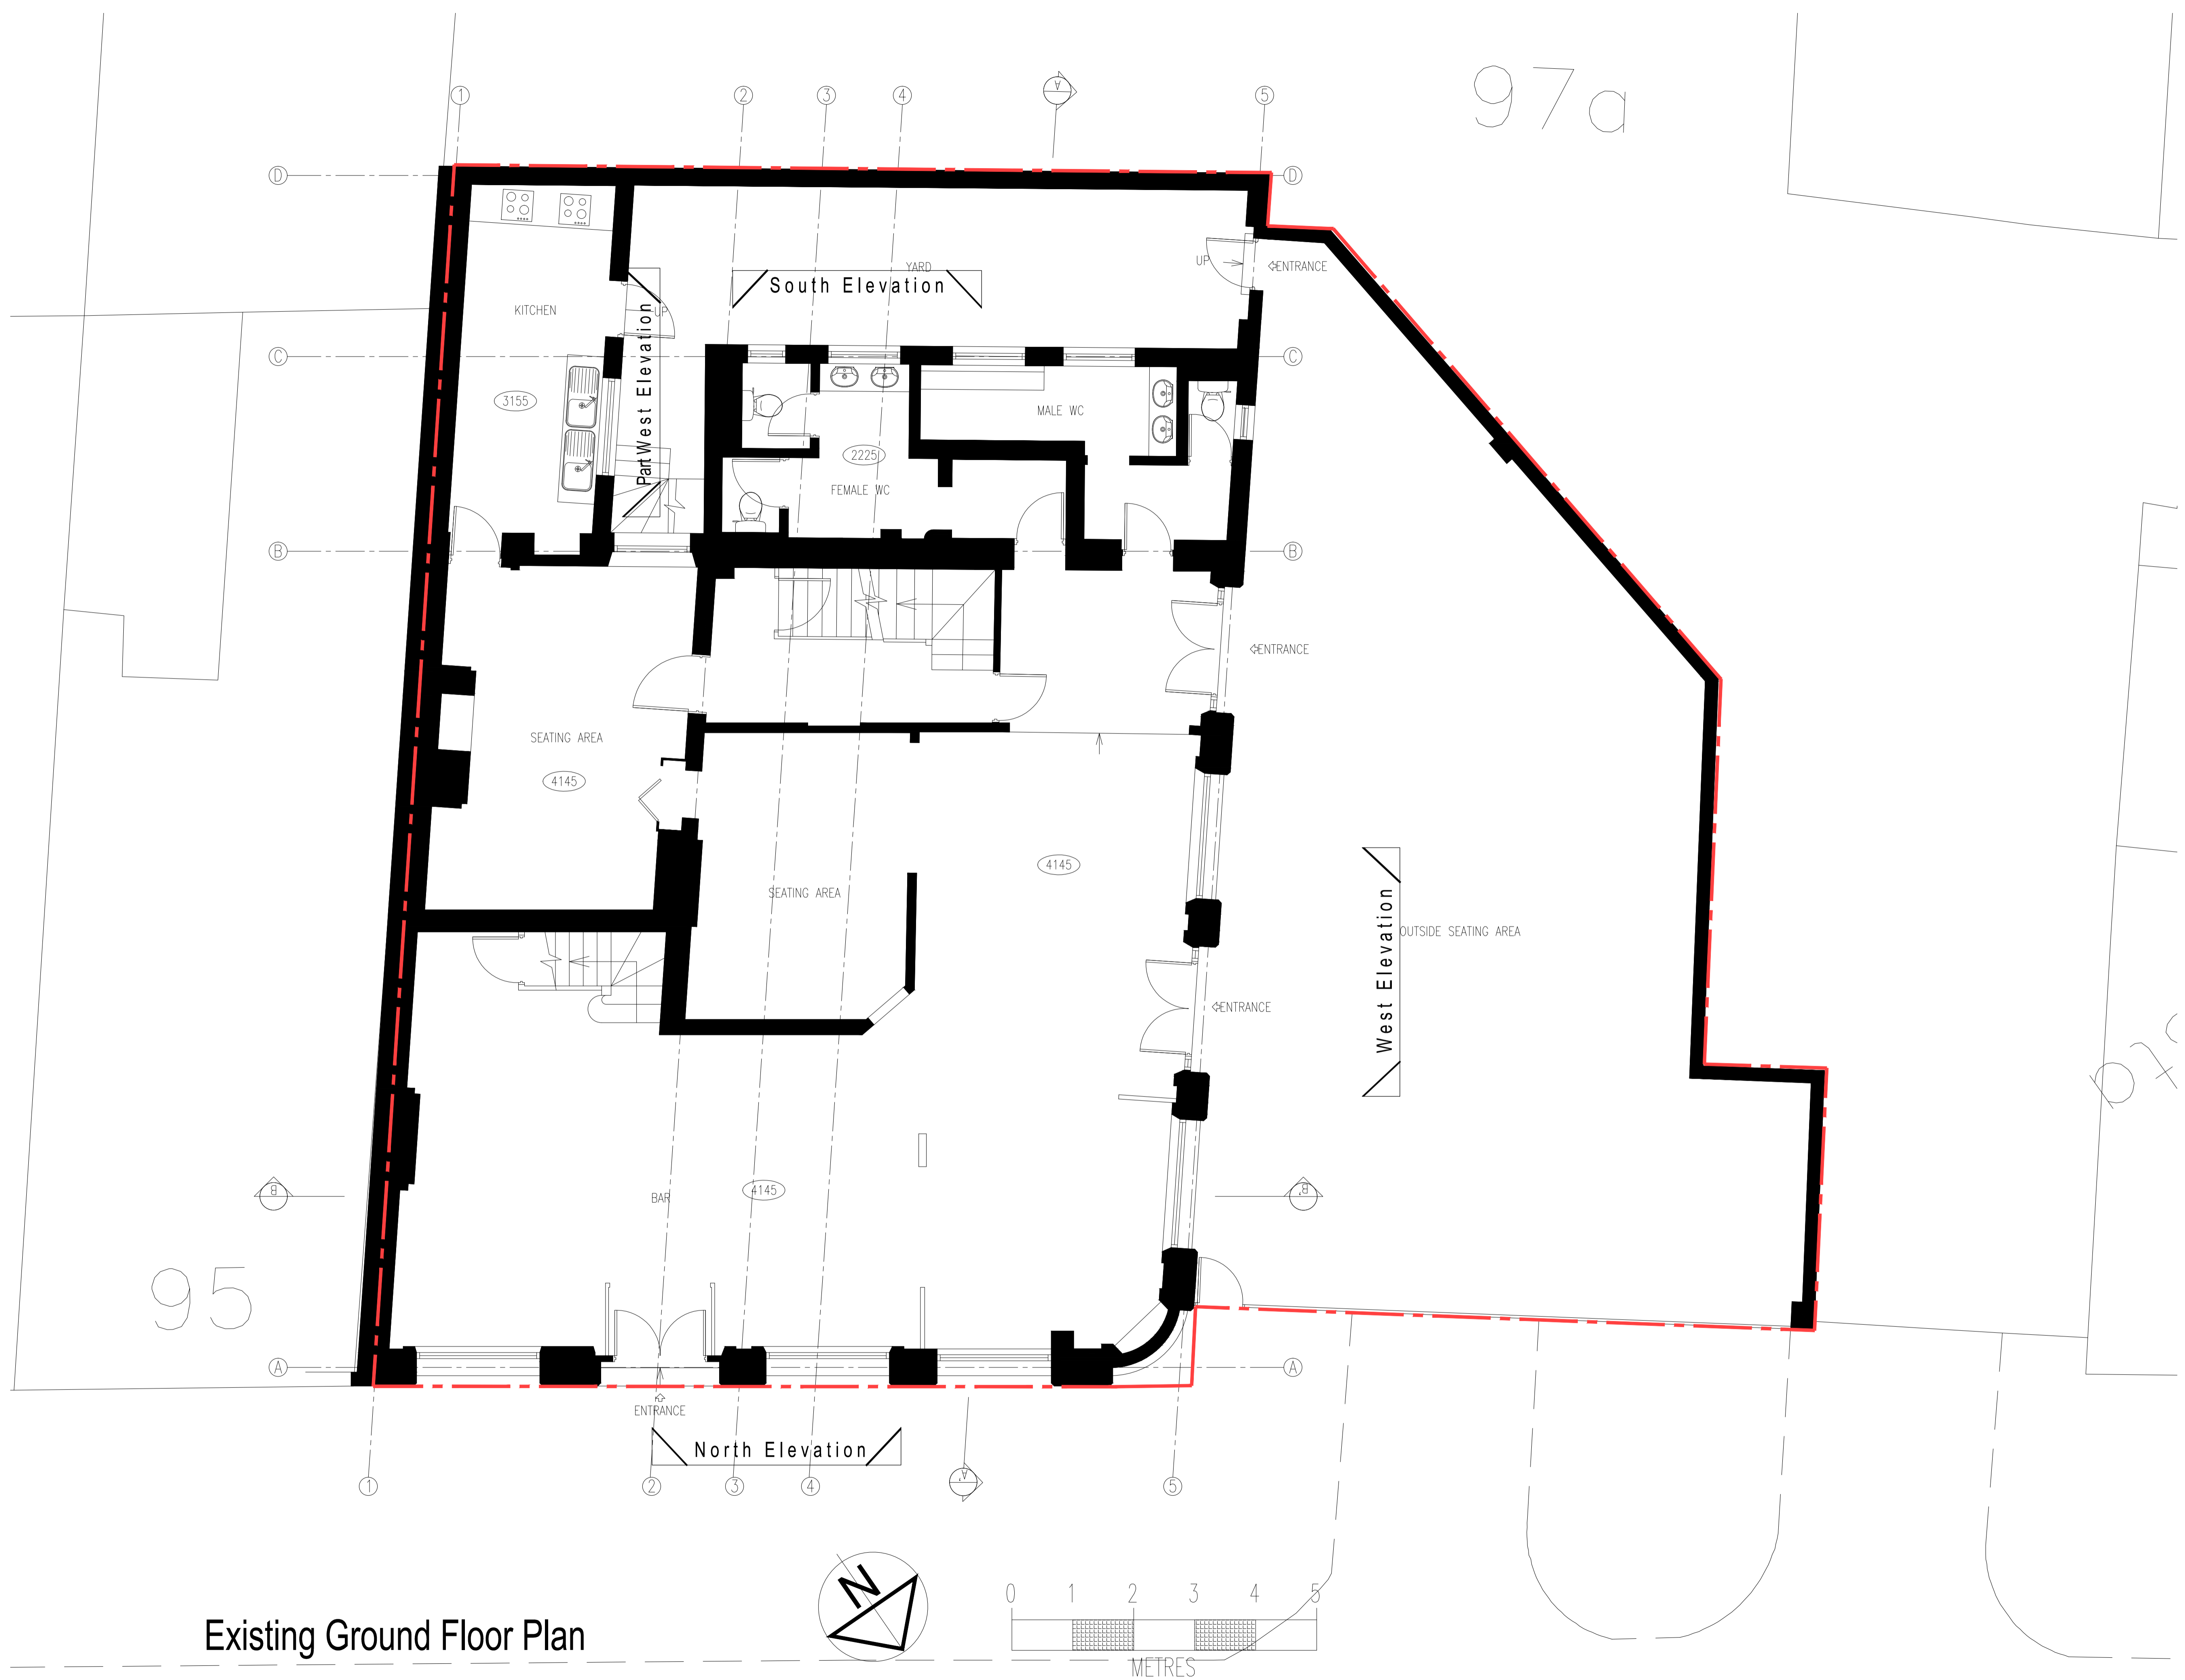 97a
1
2
3
4
A
5
D
D
UP
YARD
ENTRANCE
South Elevation
KITCHEN
UP
Part West Elevation
C
C
3155
MALE WC
2225
FEMALE WC
B
B
ENTRANCE
SEATING AREA
4145
4145
SEATING AREA
OUTSIDE SEATING AREA
West Elevation
ENTRANCE
B
B'
BAR
4145
95
A
A
ENTRANCE
North Elevation
1
2
3
4
A'
5
N
0 1 2 3 4 5
METRES
Existing Ground Floor Plan